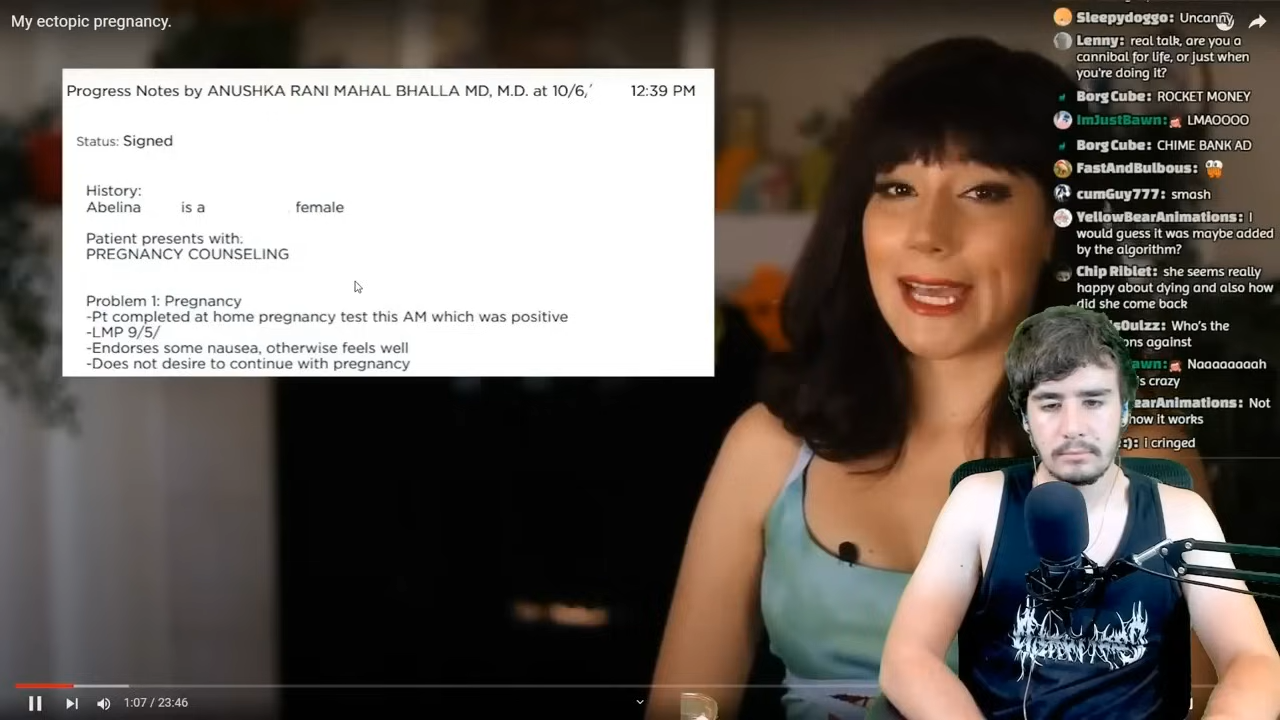 My ectopic pregnancy.
Progress Notes by ANUSHKA RANI MAHAL BHALLA MD, M.D. at 10/6, 12:39 PM
Status: Signed
History:
Abelina is a female
Patient presents with:
PREGNANCY COUNSELING
Problem 1: Pregnancy
-Pt completed at home pregnancy test this AM which was positive
-LMP 9/5/
-Endorses some nausea, otherwise feels well
-Does not desire to continue with pregnancy
1:07 / 23:46
Sleepydoggo: Uncanny
Lenny: real talk, are you a
cannibal for life, or just when
you're doing it?
BorgCube: ROCKET MONEY
ImJustBawn: LMAOOOO
BorgCube: CHIME BANK AD
FastAndBulbous:
cumGuy777: smash
YellowBearAnimations: I
would guess it was maybe added
by the algorithm?
Chip Riblet: she seems really
happy about dying and also how
did she come back
sOulzz: Who's the
ons against
awn: Naaaaaaah
s crazy
earAnimations: Not
how it works
:): i cringed